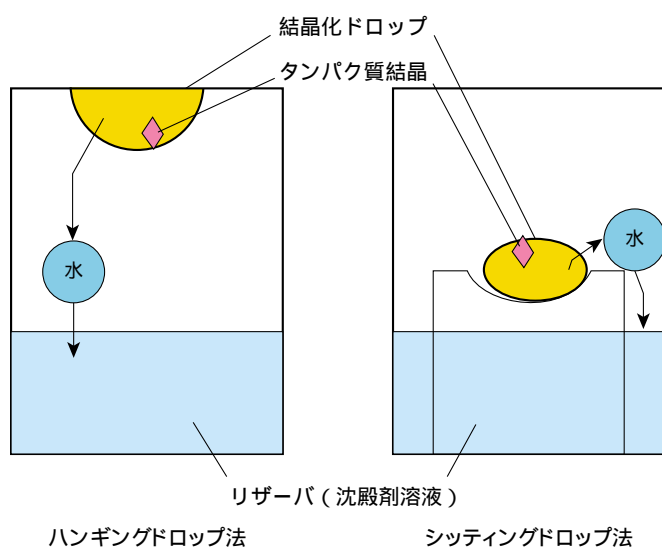 結晶化ドロップ
タンパク質結晶
水
水
リザーバ(沈殿剤溶液)
ハンギングドロップ法
シッティングドロップ法